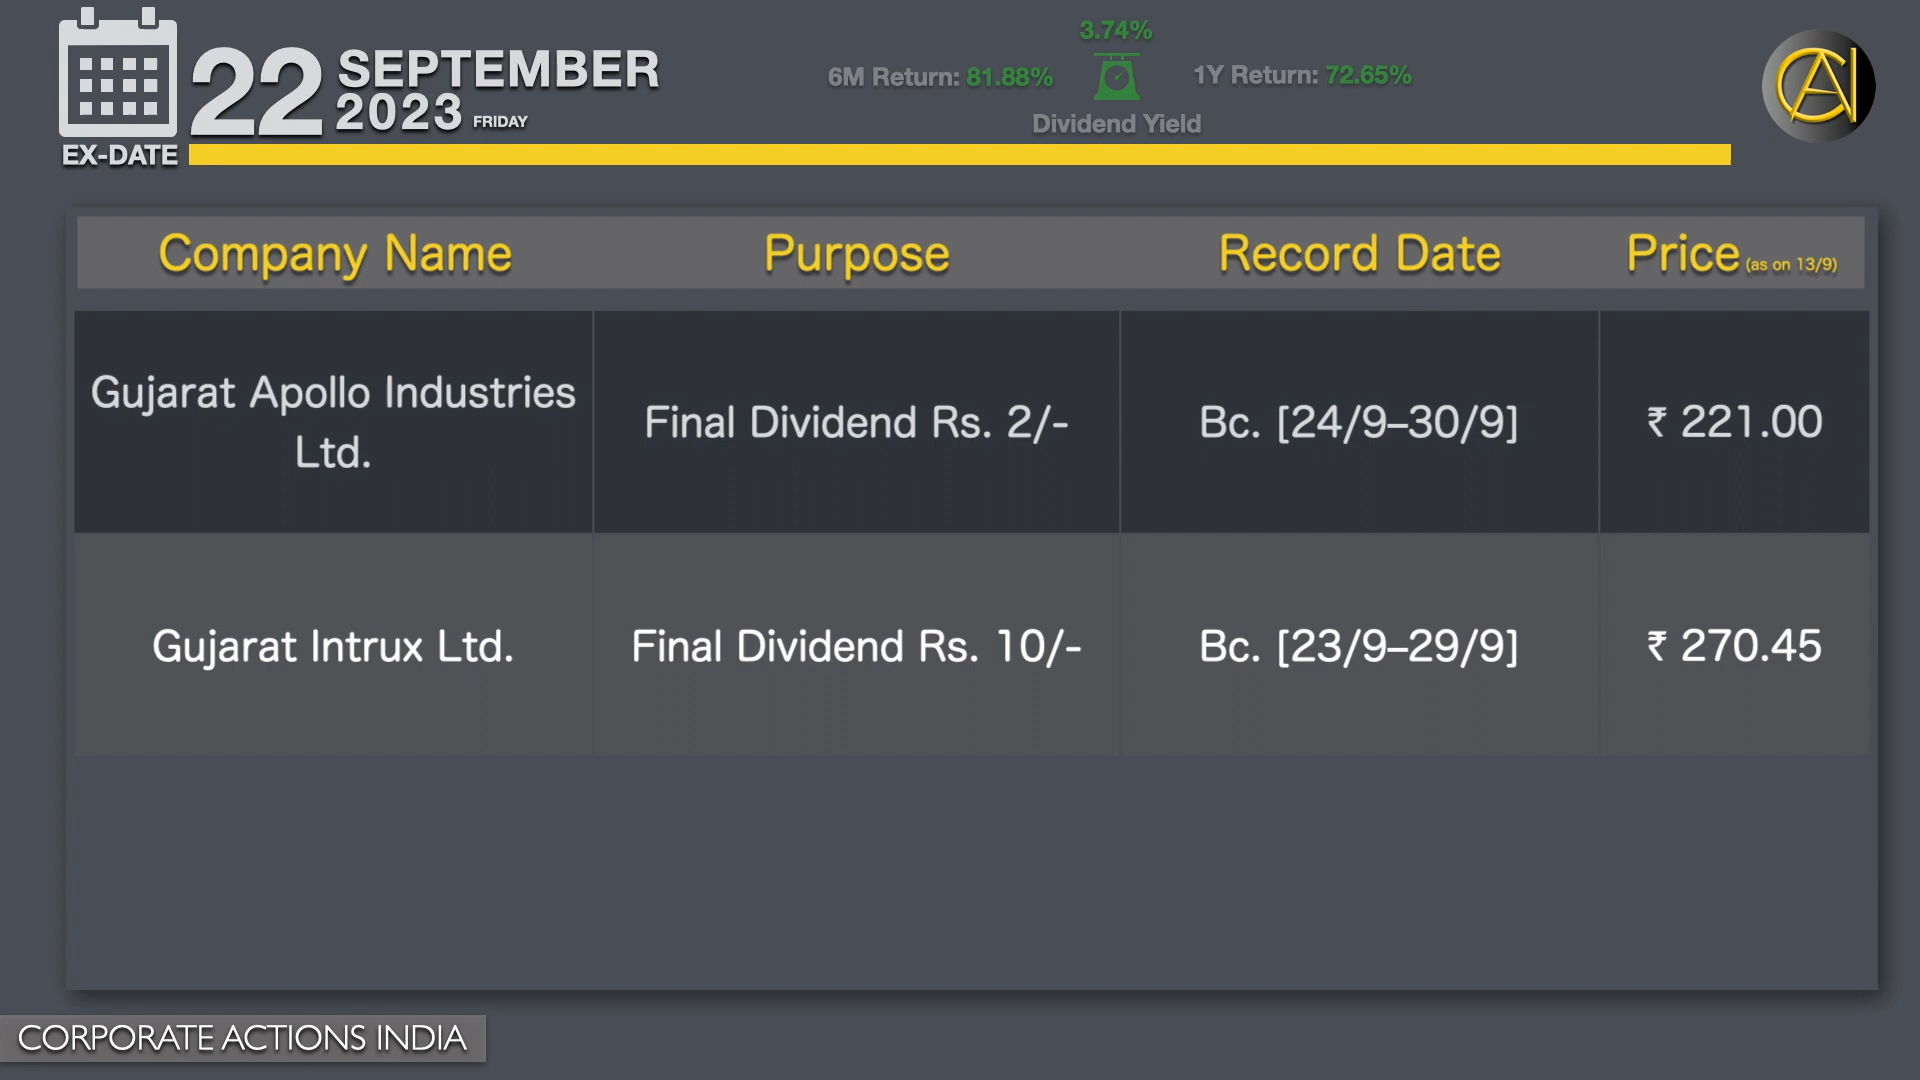 22 SEPTEMBER
2023 FRIDAY
EX-DATE
3.74%
6M Return: 81.88%
1Y Return: 72.65%
Dividend Yield
CAI
Company Name Purpose Record Date Price (as on 13/9)
Gujarat Apollo Industries
Ltd.
Final Dividend Rs. 2/-
Bc. [24/9–30/9]
₹ 221.00
Gujarat Intrux Ltd. Final Dividend Rs. 10/- Bc. [23/9–29/9] ₹ 270.45
CORPORATE ACTIONS INDIA